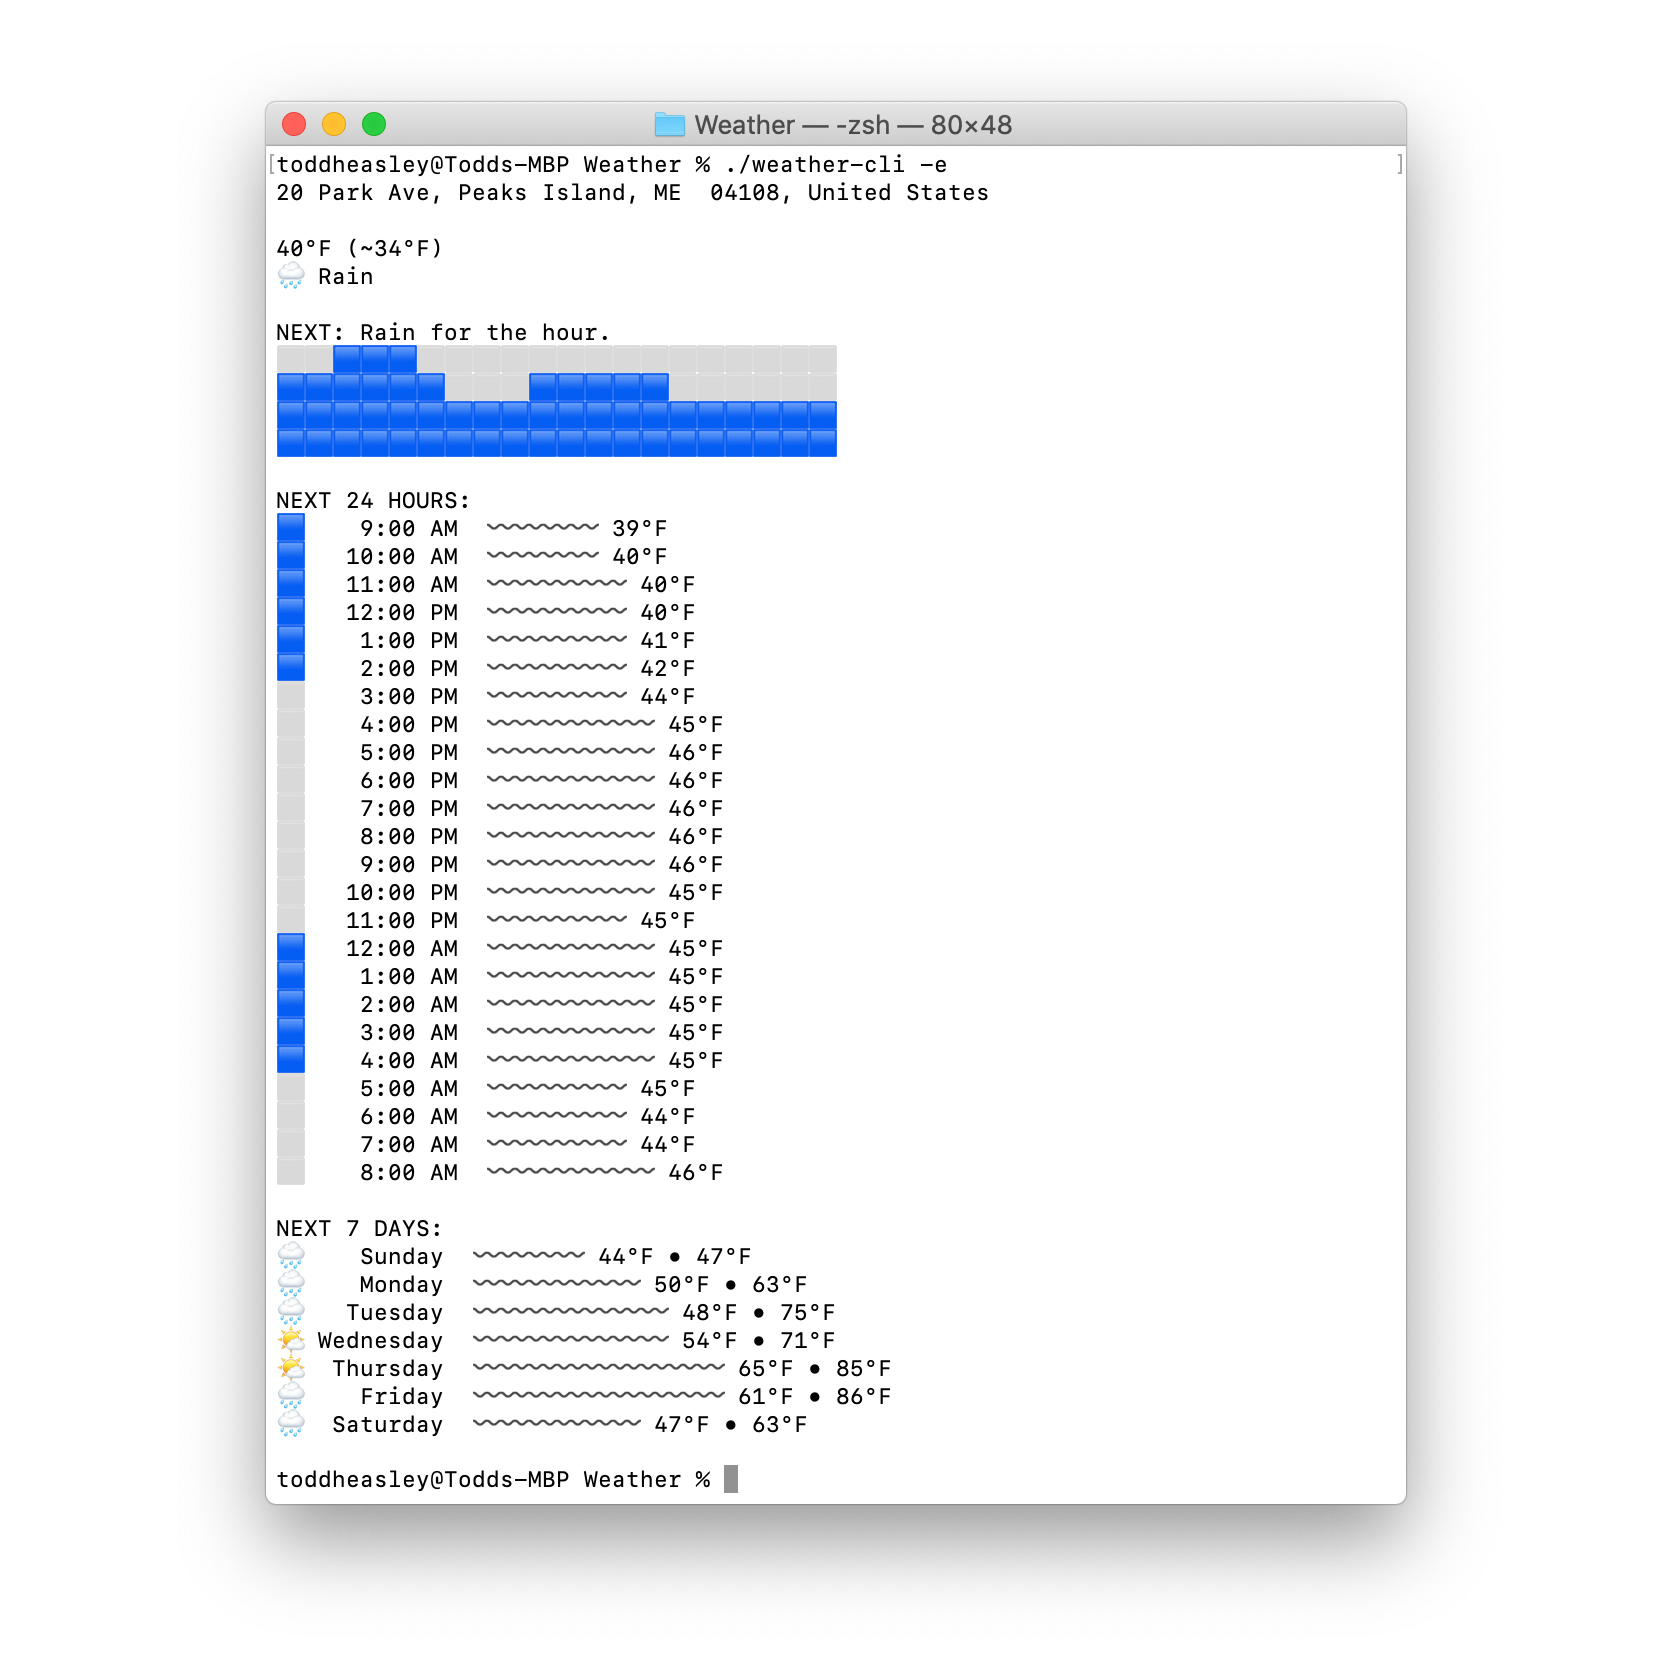 Weather — -zsh — 80×48
[toddheasley@Todds-MBP Weather % ./weather-cli -e ]
20 Park Ave, Peaks Island, ME  04108, United States
40°F (~34°F)
🌧 Rain
NEXT: Rain for the hour.
NEXT 24 HOURS:
9:00 AM 〰〰〰〰 39°F
10:00 AM 〰〰〰〰 40°F
11:00 AM 〰〰〰〰〰 40°F
12:00 PM 〰〰〰〰〰 40°F
1:00 PM 〰〰〰〰〰 41°F
2:00 PM 〰〰〰〰〰 42°F
3:00 PM 〰〰〰〰〰 44°F
4:00 PM 〰〰〰〰〰〰 45°F
5:00 PM 〰〰〰〰〰〰 46°F
6:00 PM 〰〰〰〰〰〰 46°F
7:00 PM 〰〰〰〰〰〰 46°F
8:00 PM 〰〰〰〰〰〰 46°F
9:00 PM 〰〰〰〰〰〰 46°F
10:00 PM 〰〰〰〰〰〰 45°F
11:00 PM 〰〰〰〰〰 45°F
12:00 AM 〰〰〰〰〰〰 45°F
1:00 AM 〰〰〰〰〰〰 45°F
2:00 AM 〰〰〰〰〰〰 45°F
3:00 AM 〰〰〰〰〰〰 45°F
4:00 AM 〰〰〰〰〰〰 45°F
5:00 AM 〰〰〰〰〰 45°F
6:00 AM 〰〰〰〰〰 44°F
7:00 AM 〰〰〰〰〰 44°F
8:00 AM 〰〰〰〰〰〰 46°F
NEXT 7 DAYS:
🌧 Sunday 〰〰〰〰 44°F • 47°F
🌧 Monday 〰〰〰〰〰〰 50°F • 63°F
🌧 Tuesday 〰〰〰〰〰〰〰 48°F • 75°F
🌤 Wednesday 〰〰〰〰〰〰〰 54°F • 71°F
🌤 Thursday 〰〰〰〰〰〰〰〰〰 65°F • 85°F
🌧 Friday 〰〰〰〰〰〰〰〰〰 61°F • 86°F
🌧 Saturday 〰〰〰〰〰〰 47°F • 63°F
toddheasley@Todds-MBP Weather %